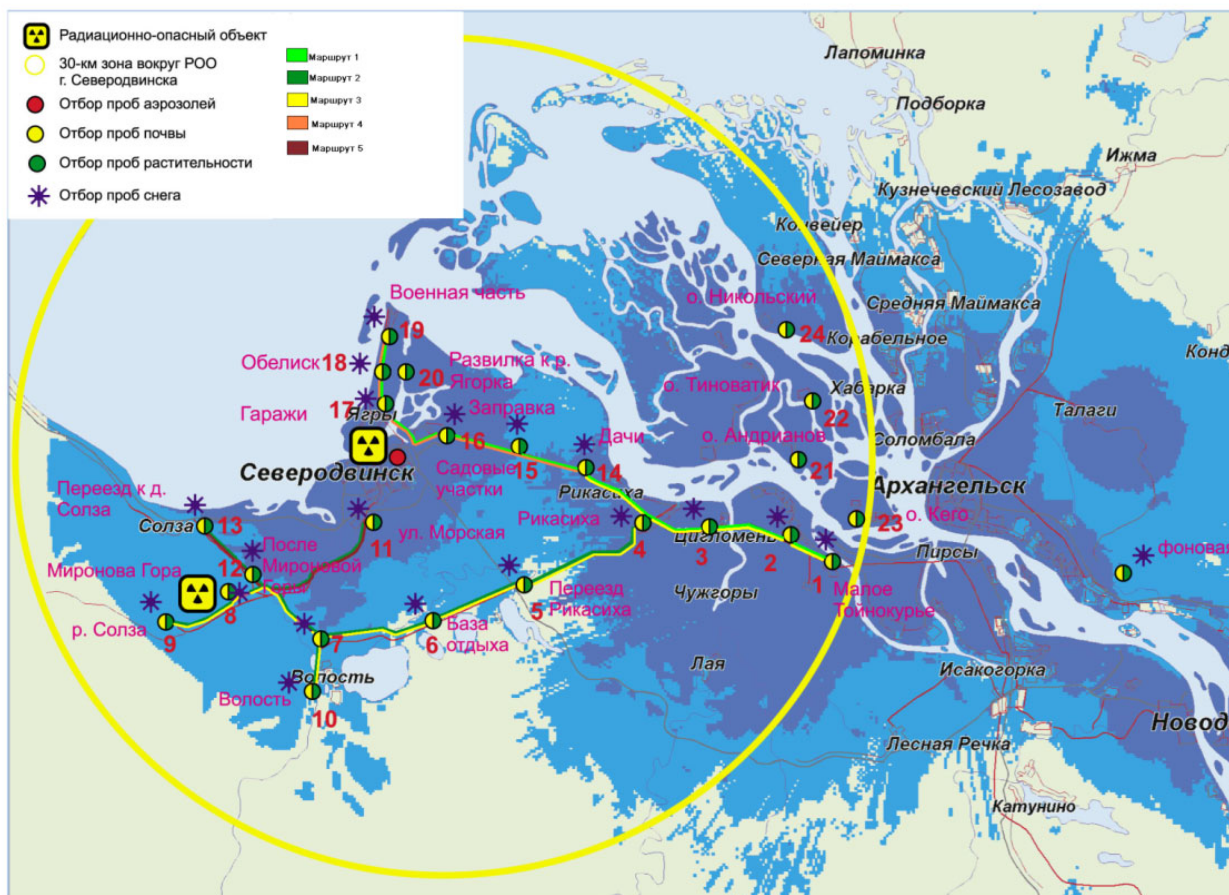 Радиационно-опасный объект
30-км зона вокруг РОО
г. Северодвинска
Отбор проб аэрозолей
Отбор проб почвы
Отбор проб растительности
Отбор проб снега
Маршрут 1
Маршрут 2
Маршрут 3
Маршрут 4
Маршрут 5
Лапоминка
Подборка
Ижма
Кузнечевский Лесозавод
Конвейер
Северная Маймакса
Военная часть
о. Никольский
Средняя Маймакса
19
24
Корабельное
Обелиск 18
Развилка к р.
Ягорка
20
о. Тиноватик
Хабарка
Конд
Гаражи
17
Ягры
Заправка
22
Талаги
16
Дачи
о. Андрианов
Соломбала
Северодвинск
Садовые
участки
15
14
21
Архангельск
Переезд к д.
Солза
Рикасиха
Солза
13
ул. Морская
11
Рикасиха
4
3
Цигломень
2
23
о. Кего
Пирсы
фоновая
12
После
Мироновой
Горы
Миронова Гора
8
Переезд
Рикасиха
5
Чужгоры
1
Малое
Тойнокурье
р. Солза
9
7
6
База
отдыха
Лая
Исакогорка
Волость
Волость
10
Новод
Лесная Речка
Катунино